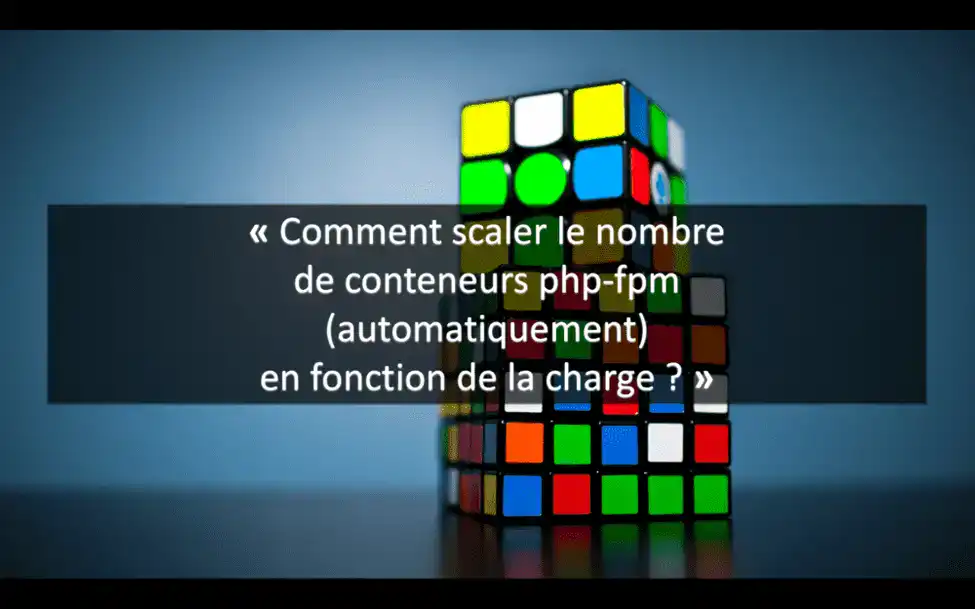 « Comment scaler le nombre
de conteneurs php-fpm
(automatiquement)
en fonction de la charge ? »